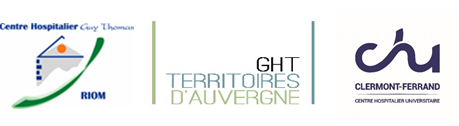 Centre Hospitalier Guy Thomas
RIOM
GHT
TERRITOIRES
D'AUVERGNE
chu
CLERMONT-FERRAND
CENTRE HOSPITALIER UNIVERSITAIRE